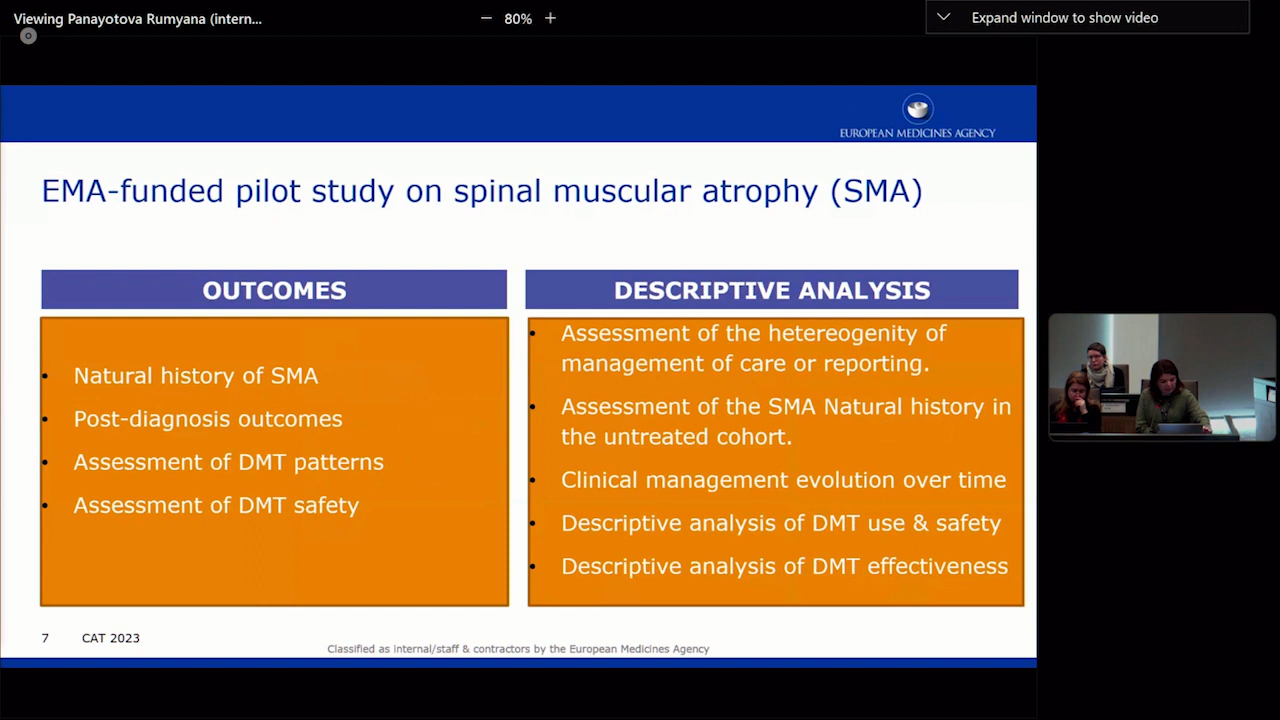 Viewing Panayotova Rumyana (intern...
80%
Expand window to show video
EUROPEAN MEDICINES AGENCY
EMA-funded pilot study on spinal muscular atrophy (SMA)
OUTCOMES
• Natural history of SMA
• Post-diagnosis outcomes
• Assessment of DMT patterns
• Assessment of DMT safety
DESCRIPTIVE ANALYSIS
• Assessment of the hetereogenity of
management of care or reporting.
• Assessment of the SMA Natural history in
the untreated cohort.
• Clinical management evolution over time
• Descriptive analysis of DMT use & safety
• Descriptive analysis of DMT effectiveness
7 CAT 2023
Classified as internal/staff & contractors by the European Medicines Agency